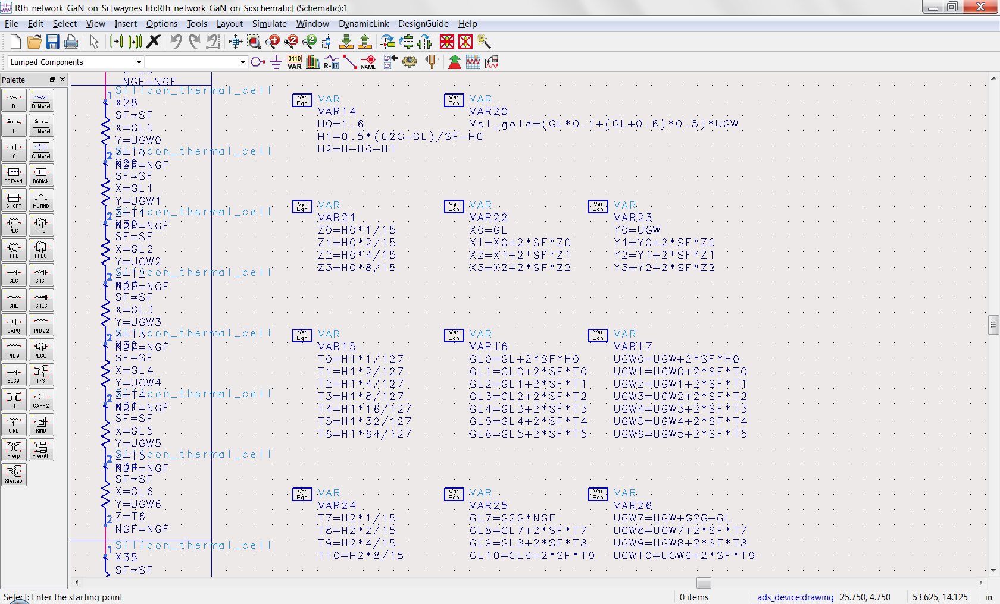 Rth_network_GaN_on_Si [waynes_lib:Rth_network_GaN_on_Si:schematic] (Schematic):1
File Edit Select View Insert Options Tools Layout Simulate Window DynamicLink DesignGuide Help
Lumped-Components
0110
VAR
R=17
NAME
Palette
R R_Model
L L_Model
C C_Model
DCFeed DCBlck
SHORT MUTIND
PLC PRC
PRL PRLC
SLC SRC
SRL SRLC
CAPQ INDQ2
INDQ PLCQ
SLCQ TF3
TF CAPP2
CIND RIND
Xferp Xferuth
Xfertap
NGF=NGF
1 Silicon_thermal_cell
X28
SF=SF
X=GL0
Y=UGW0
Z=T0
NGF=NGF
2 Silicon_thermal_cell
X29
SF=SF
X=GL1
Y=UGW1
Z=T1
NGF=NGF
2 Silicon_thermal_cell
X30
SF=SF
X=GL2
Y=UGW2
Z=T2
NGF=NGF
2 Silicon_thermal_cell
X33
SF=SF
X=GL3
Y=UGW3
Z=T3
NGF=NGF
2 Silicon_thermal_cell
X32
SF=SF
X=GL4
Y=UGW4
Z=T4
NGF=NGF
2 Silicon_thermal_cell
X31
SF=SF
X=GL5
Y=UGW5
Z=T5
NGF=NGF
2 Silicon_thermal_cell
X34
SF=SF
X=GL6
Y=UGW6
Z=T6
2
NGF=NGF
1 Silicon_thermal_cell
X35
SF=SF
Var
Eqn
VAR
VAR14
H0=1.6
H1=0.5*(G2G-GL)/SF-H0
H2=H-H0-H1
Var
Eqn
VAR
VAR20
Vol_gold=(GL*0.1+(GL+0.6)*0.5)*UGW
Var
Eqn
VAR
VAR21
Z0=H0*1/15
Z1=H0*2/15
Z2=H0*4/15
Z3=H0*8/15
Var
Eqn
VAR
VAR22
X0=GL
X1=X0+2*SF*Z0
X2=X1+2*SF*Z1
X3=X2+2*SF*Z2
Var
Eqn
VAR
VAR23
Y0=UGW
Y1=Y0+2*SF*Z0
Y2=Y1+2*SF*Z1
Y3=Y2+2*SF*Z2
Var
Eqn
VAR
VAR15
T0=H1*1/127
T1=H1*2/127
T2=H1*4/127
T3=H1*8/127
T4=H1*16/127
T5=H1*32/127
T6=H1*64/127
Var
Eqn
VAR
VAR16
GL0=GL+2*SF*H0
GL1=GL0+2*SF*T0
GL2=GL1+2*SF*T1
GL3=GL2+2*SF*T2
GL4=GL3+2*SF*T3
GL5=GL4+2*SF*T4
GL6=GL5+2*SF*T5
Var
Eqn
VAR
VAR17
UGW0=UGW+2*SF*H0
UGW1=UGW0+2*SF*T0
UGW2=UGW1+2*SF*T1
UGW3=UGW2+2*SF*T2
UGW4=UGW3+2*SF*T3
UGW5=UGW4+2*SF*T4
UGW6=UGW5+2*SF*T5
Var
Eqn
VAR
VAR24
T7=H2*1/15
T8=H2*2/15
T9=H2*4/15
T10=H2*8/15
Var
Eqn
VAR
VAR25
GL7=G2G*NGF
GL8=GL7+2*SF*T7
GL9=GL8+2*SF*T8
GL10=GL9+2*SF*T9
Var
Eqn
VAR
VAR26
UGW7=UGW+G2G-GL
UGW8=UGW7+2*SF*T7
UGW9=UGW8+2*SF*T8
UGW10=UGW9+2*SF*T9
Select: Enter the starting point
0 items
ads_device:drawing
25.750, 4.750
53.625, 14.125
in